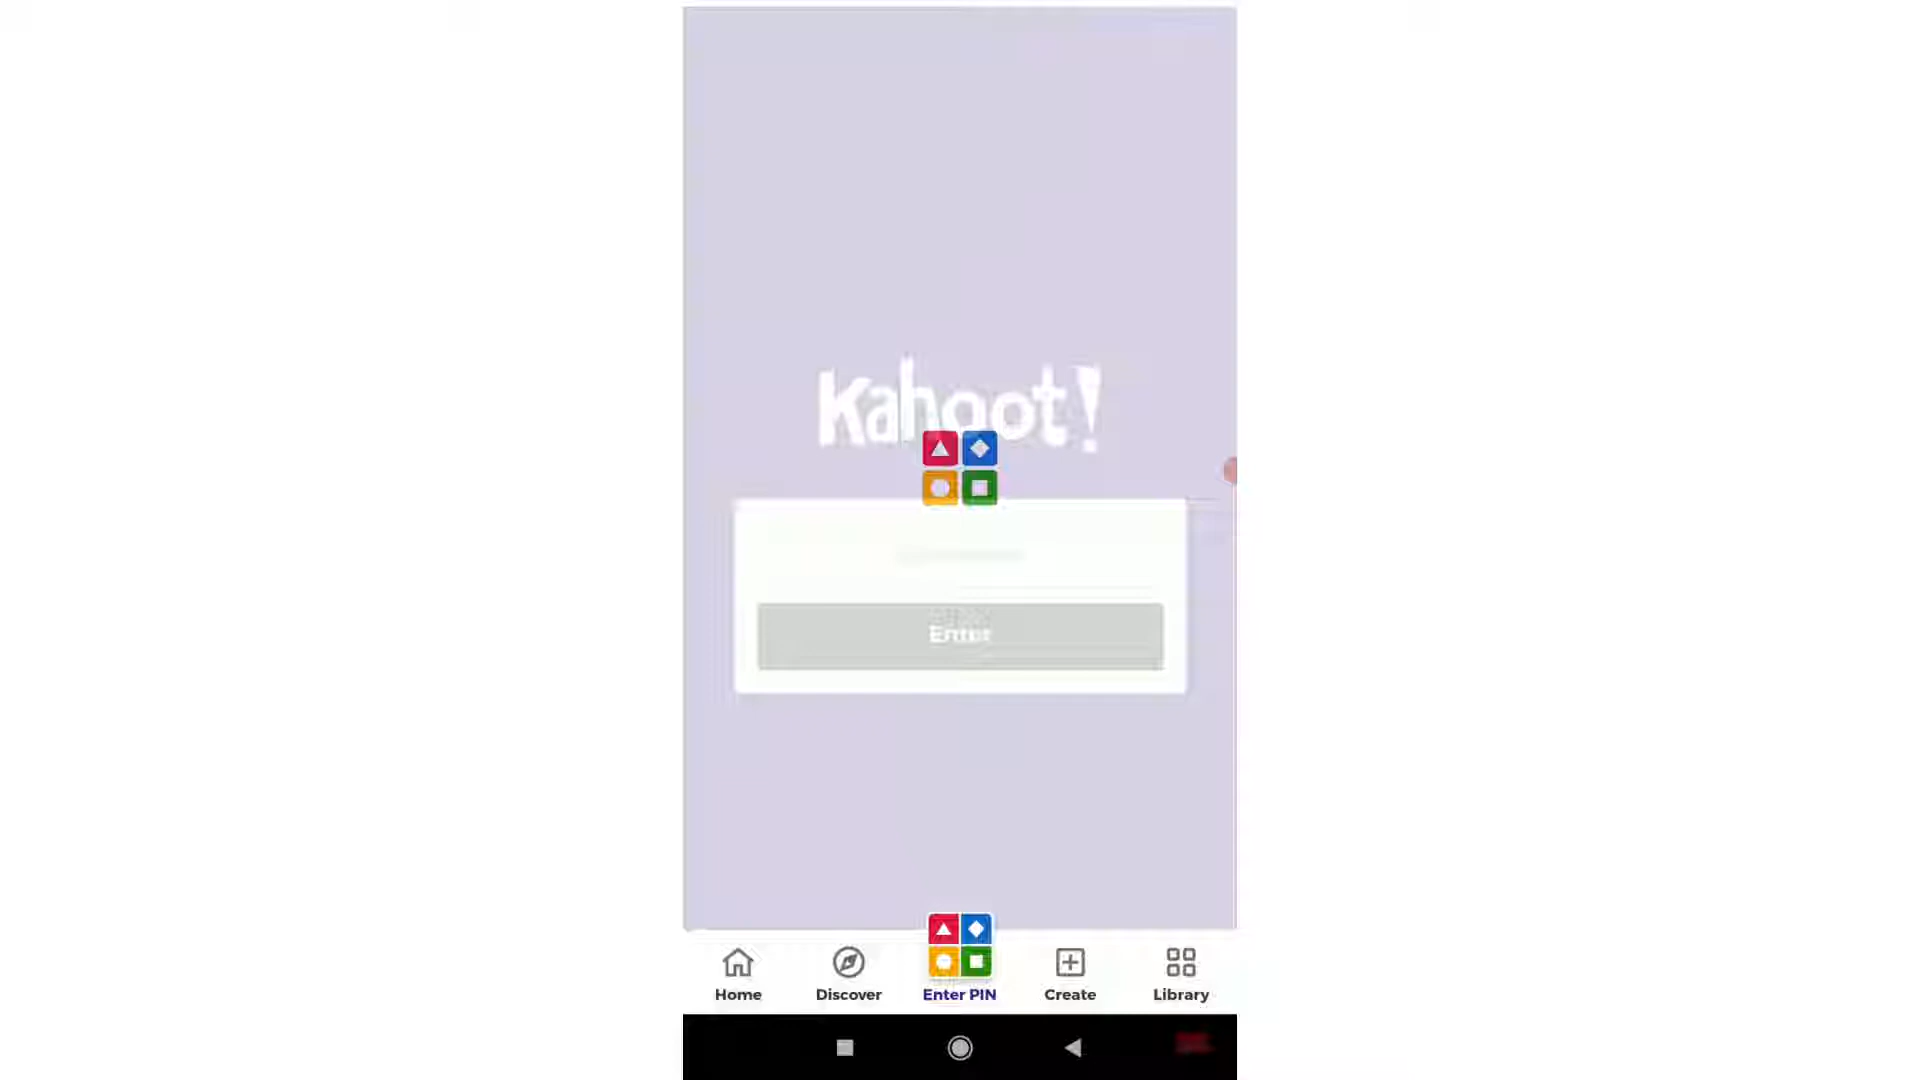 Kahoot!
Enter
Home
Discover
Enter PIN
Create
Library